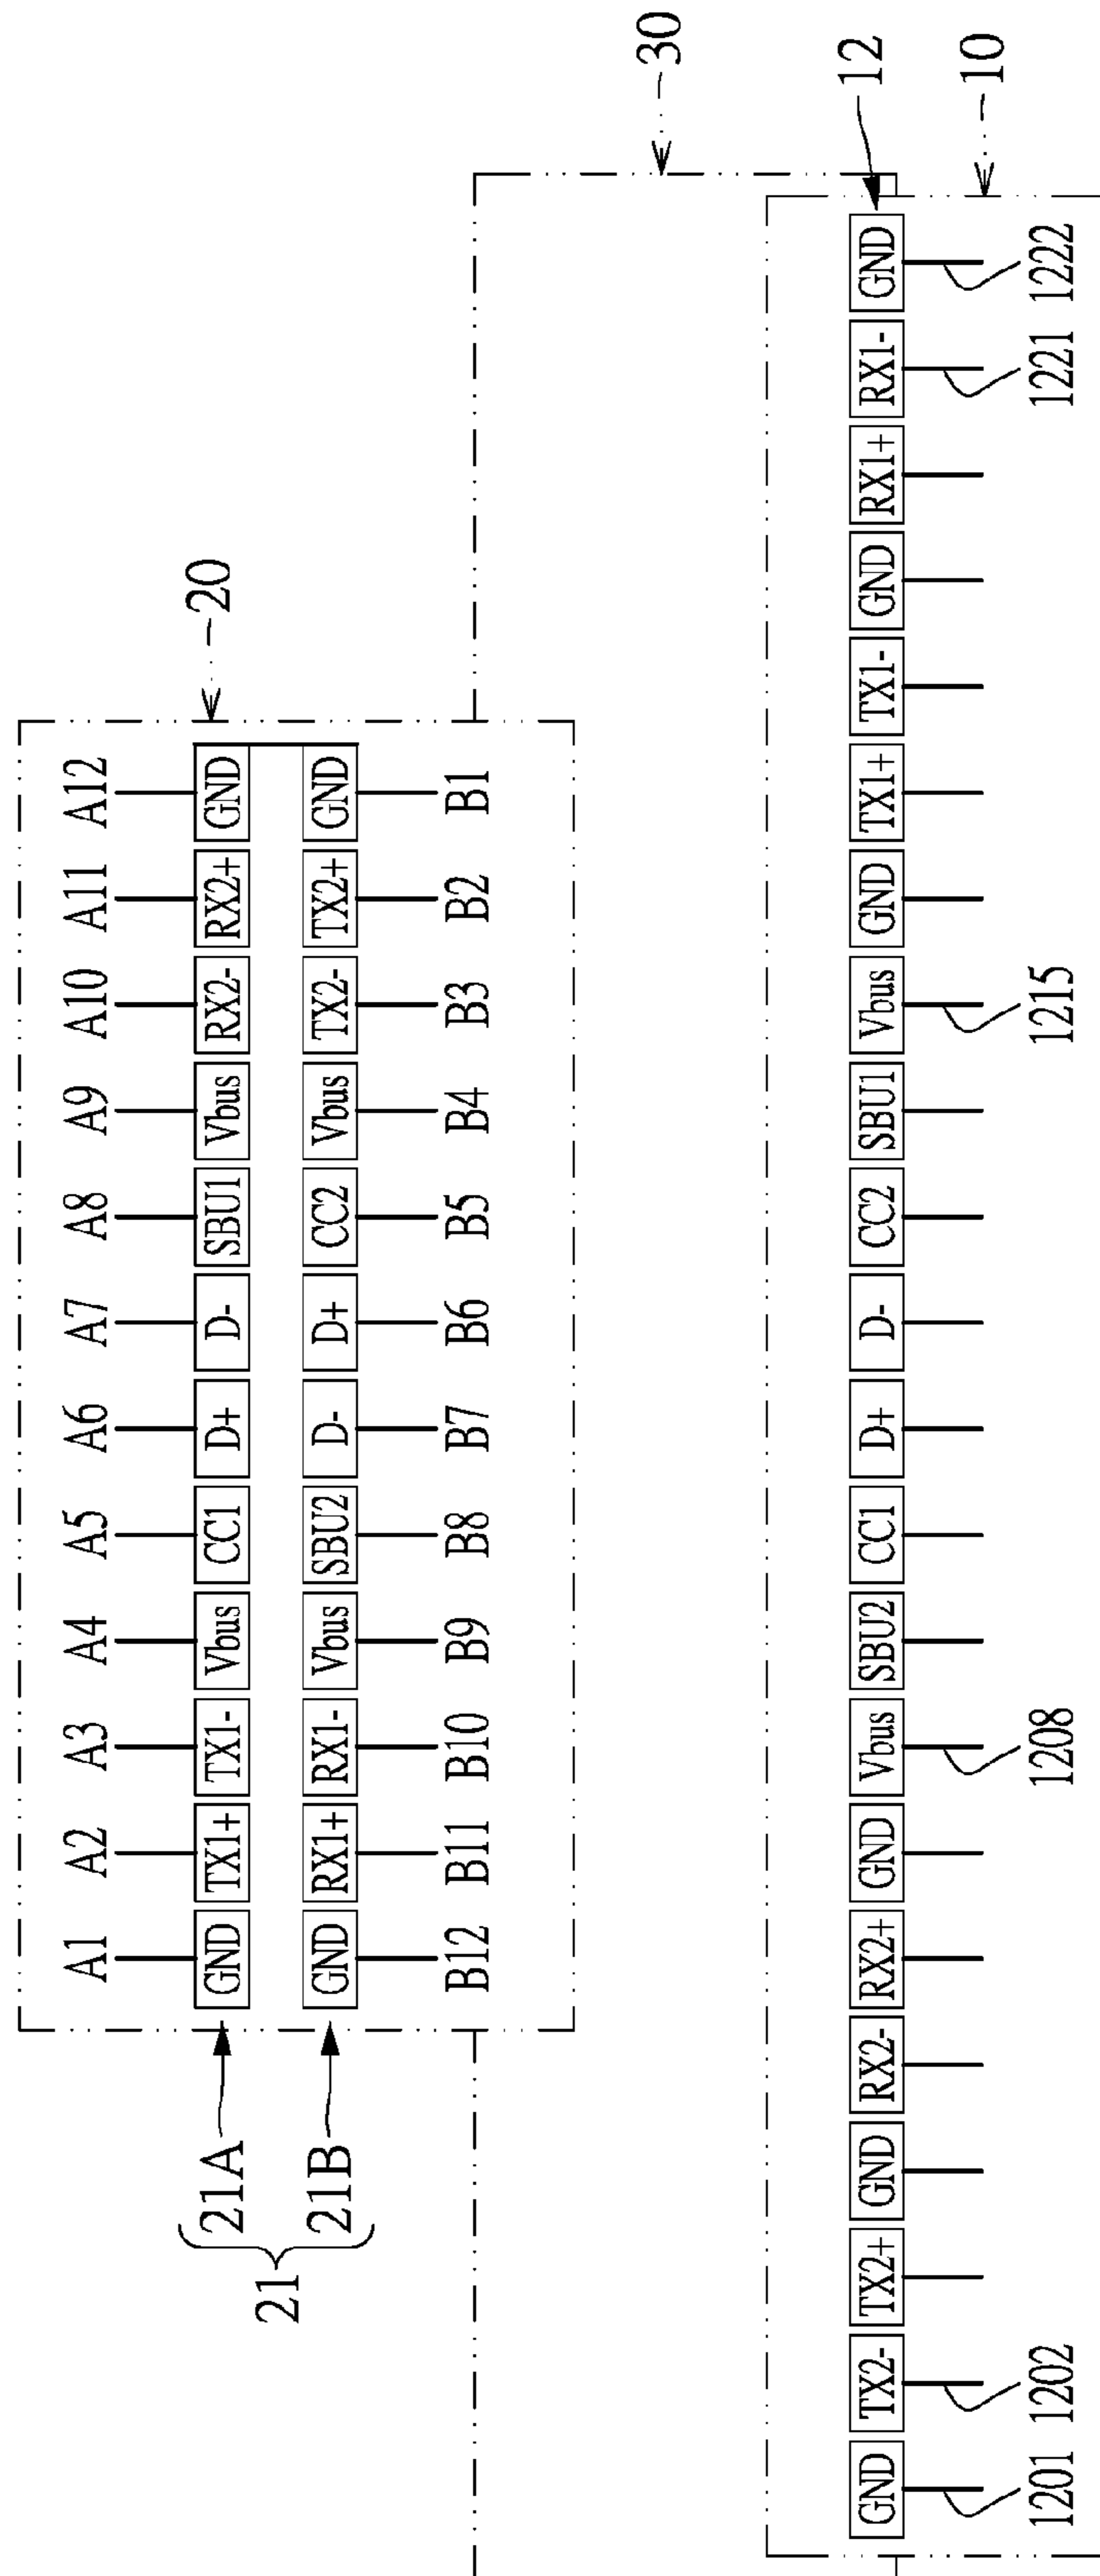 30
12
10
20
A1 A2 A3 A4 A5 A6 A7 A8 A9 A10 A11 A12
21A
GND TX1+ TX1- Vbus CC1 D+ D- SBU1 Vbus RX2- RX2+ GND
21
21B
GND RX1+ RX1- Vbus SBU2 D- D+ CC2 Vbus TX2- TX2+ GND
B12 B11 B10 B9 B8 B7 B6 B5 B4 B3 B2 B1
GND TX2- TX2+ GND RX2- RX2+ GND Vbus SBU2 CC1 D+ D- CC2 SBU1 Vbus GND TX1+ TX1- GND RX1+ RX1- GND
1201 1202 1208 1215 1221 1222